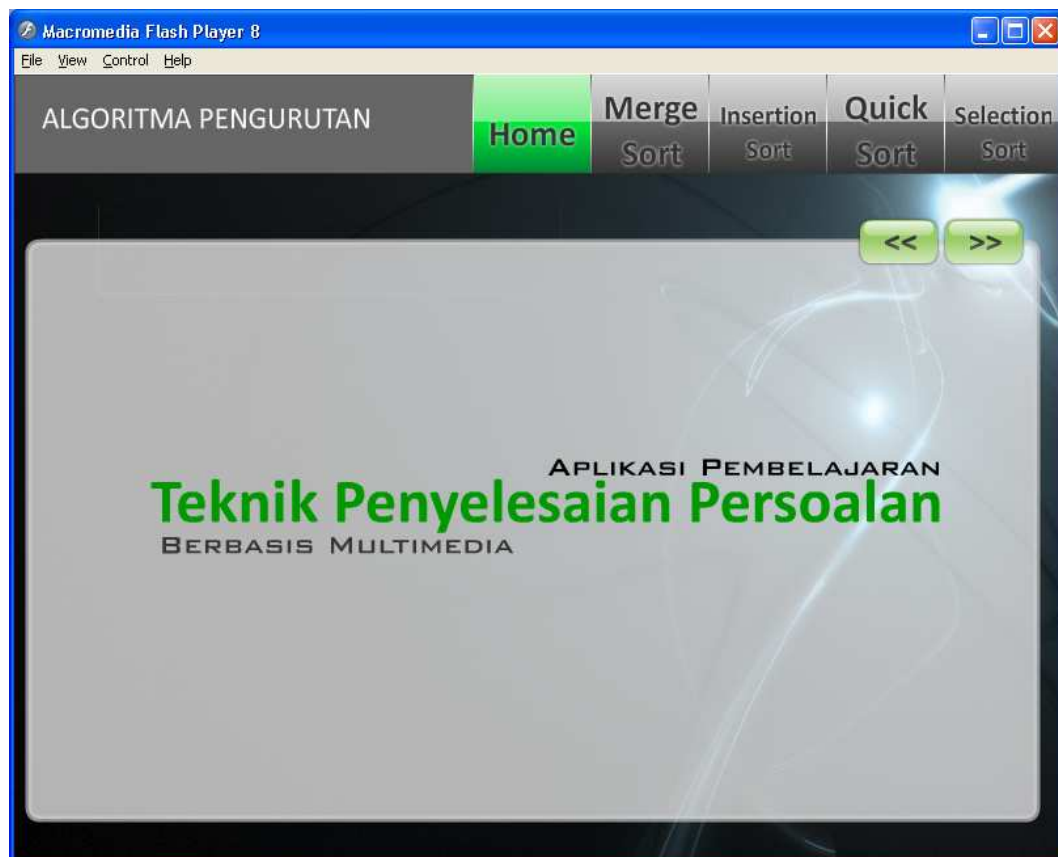 Macromedia Flash Player 8
File View Control Help
ALGORITMA PENGURUTAN
Home
Merge
Sort
Insertion
Sort
Quick
Sort
Selection
Sort
<< >>
APLIKASI PEMBELAJARAN
Teknik Penyelesaian Persoalan
BERBASIS MULTIMEDIA